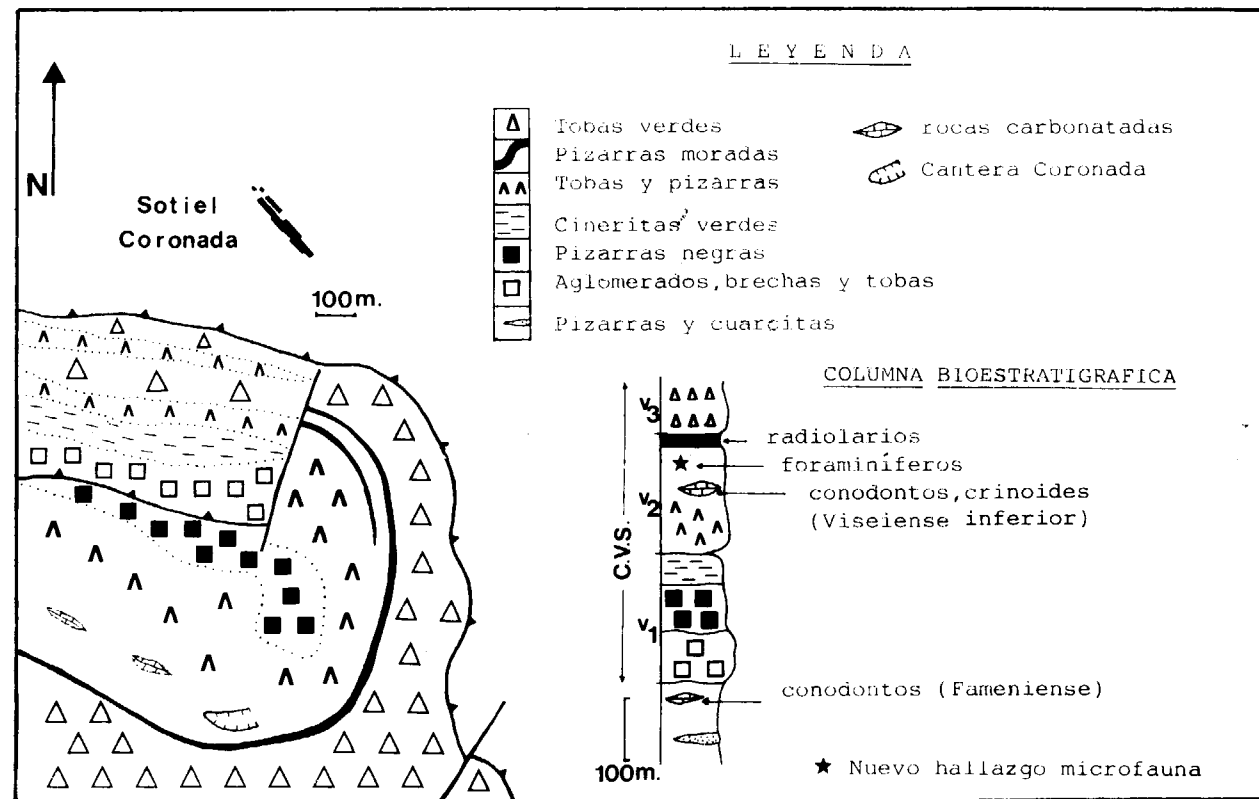 L E Y E N D A
N
Sotiel
Coronada
100m.
Tobas verdes
Pizarras moradas
Tobas y pizarras
Cineritas verdes
Pizarras negras
Aglomerados,brechas y tobas
Pizarras y cuarcitas
rocas carbonatadas
Cantera Coronada
COLUMNA BIOESTRATIGRAFICA
C.V.S.
V3
V2
V1
radiolarios
foraminíferos
conodontos,crinoides
(Viseiense inferior)
conodontos (Fameniense)
100m.
★ Nuevo hallazgo microfauna